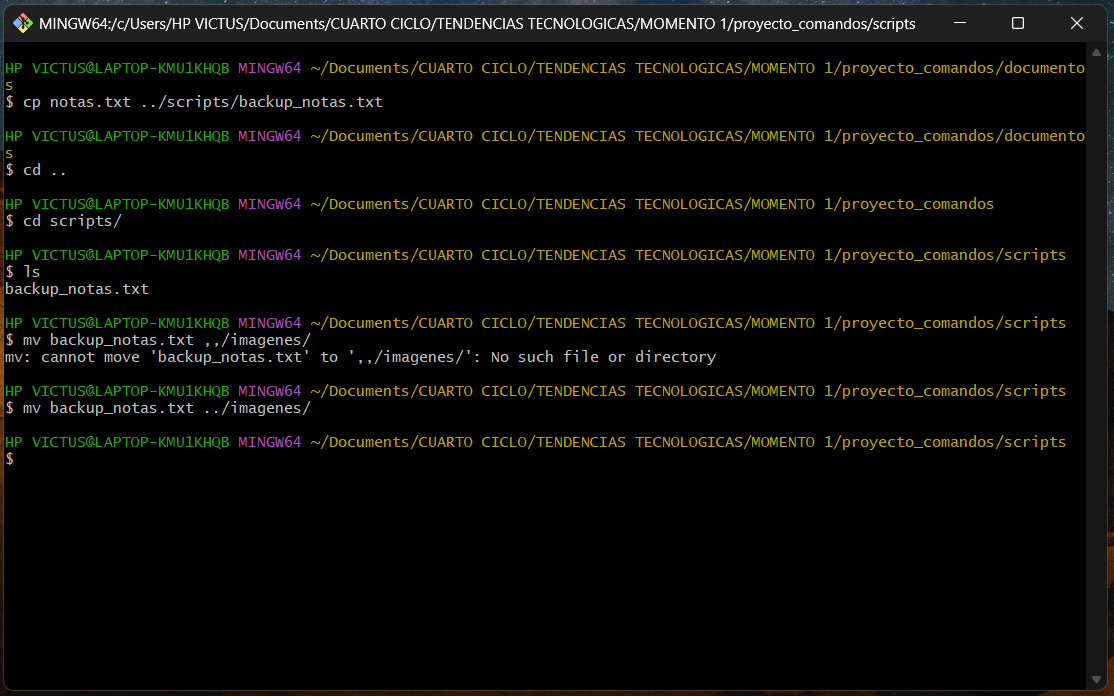 MINGW64:/c/Users/HP VICTUS/Documents/CUARTO CICLO/TENDENCIAS TECNOLOGICAS/MOMENTO 1/proyecto_comandos/scripts
HP VICTUS@LAPTOP-KMU1KHQB MINGW64 ~/Documents/CUARTO CICLO/TENDENCIAS TECNOLOGICAS/MOMENTO 1/proyecto_comandos/documento
s
$ cp notas.txt ../scripts/backup_notas.txt
HP VICTUS@LAPTOP-KMU1KHQB MINGW64 ~/Documents/CUARTO CICLO/TENDENCIAS TECNOLOGICAS/MOMENTO 1/proyecto_comandos/documento
s
$ cd ..
HP VICTUS@LAPTOP-KMU1KHQB MINGW64 ~/Documents/CUARTO CICLO/TENDENCIAS TECNOLOGICAS/MOMENTO 1/proyecto_comandos
$ cd scripts/
HP VICTUS@LAPTOP-KMU1KHQB MINGW64 ~/Documents/CUARTO CICLO/TENDENCIAS TECNOLOGICAS/MOMENTO 1/proyecto_comandos/scripts
$ ls
backup_notas.txt
HP VICTUS@LAPTOP-KMU1KHQB MINGW64 ~/Documents/CUARTO CICLO/TENDENCIAS TECNOLOGICAS/MOMENTO 1/proyecto_comandos/scripts
$ mv backup_notas.txt ,,/imagenes/
mv: cannot move 'backup_notas.txt' to ',,/imagenes/': No such file or directory
HP VICTUS@LAPTOP-KMU1KHQB MINGW64 ~/Documents/CUARTO CICLO/TENDENCIAS TECNOLOGICAS/MOMENTO 1/proyecto_comandos/scripts
$ mv backup_notas.txt ../imagenes/
HP VICTUS@LAPTOP-KMU1KHQB MINGW64 ~/Documents/CUARTO CICLO/TENDENCIAS TECNOLOGICAS/MOMENTO 1/proyecto_comandos/scripts
$